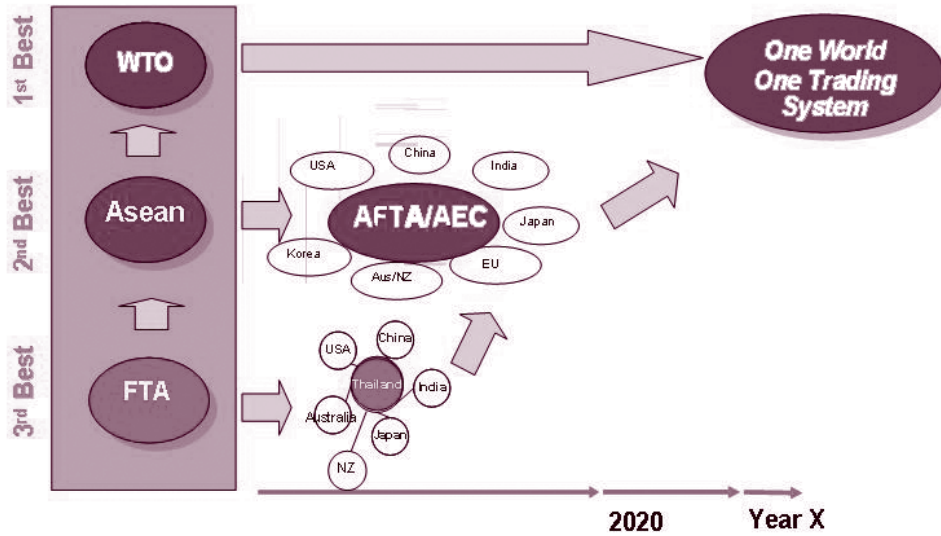 1st Best
WTO
One World
One Trading
System
2nd Best
Asean
USA
China
India
AFTA/AEC
Japan
Korea
Aus/NZ
EU
3rd Best
FTA
USA
China
Thailand
India
Australia
Japan
NZ
2020
Year X